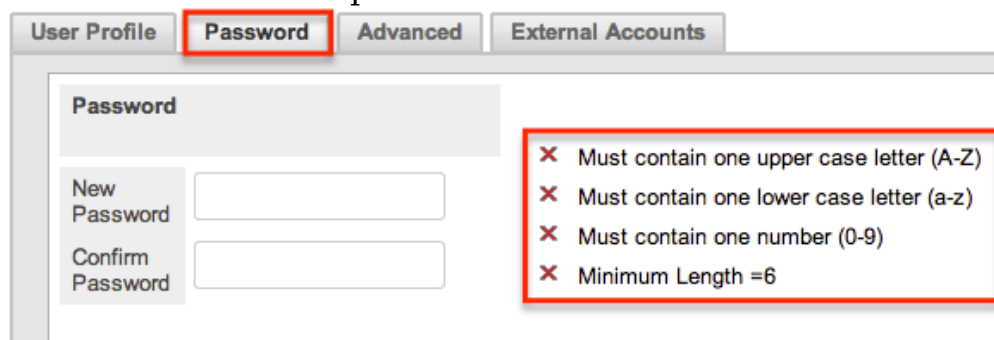 User Profile Password Advanced External Accounts
Password
New
Password
Confirm
Password
Must contain one upper case letter (A-Z)
Must contain one lower case letter (a-z)
Must contain one number (0-9)
Minimum Length =6